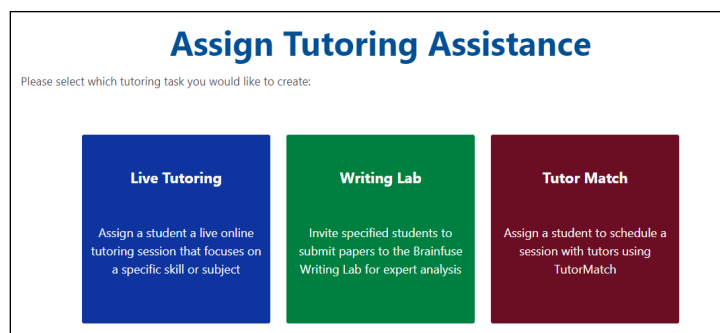 Assign Tutoring Assistance
Please select which tutoring task you would like to create:
Live Tutoring
Assign a student a live online
tutoring session that focuses on
a specific skill or subject
Writing Lab
Invite specified students to
submit papers to the Brainfuse
Writing Lab for expert analysis
Tutor Match
Assign a student to schedule a
session with tutors using
TutorMatch